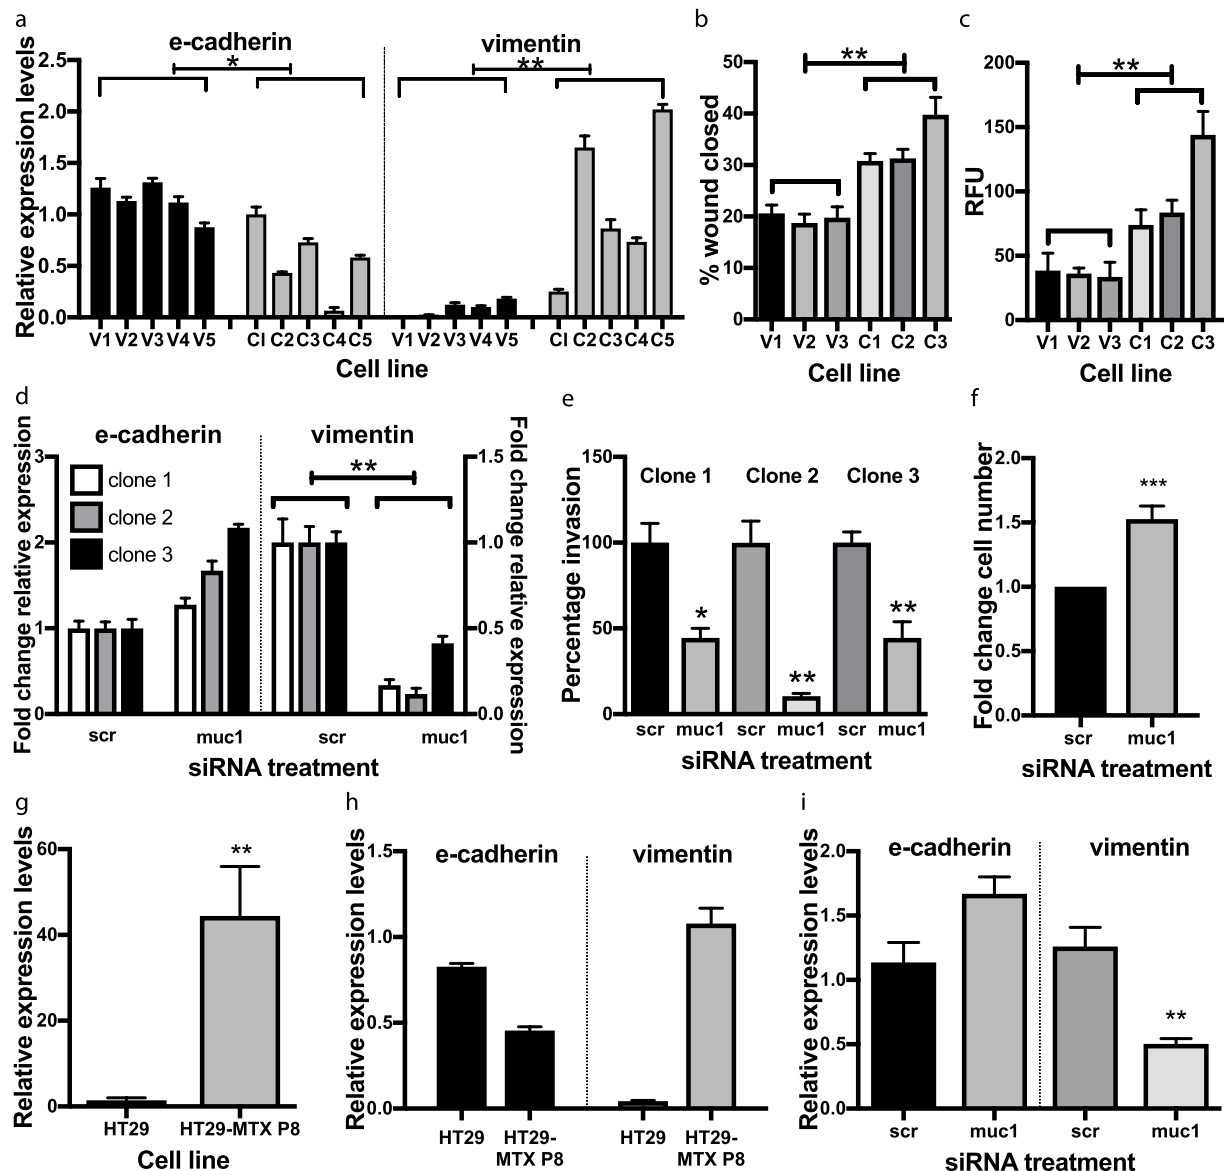 a
e-cadherin
vimentin
*
**
Relative expression levels
2.5
2.0
1.5
1.0
0.5
0.0
V1 V2 V3 V4 V5 Cl C2 C3 C4 C5 V1 V2 V3 V4 V5 Cl C2 C3 C4 C5
Cell line
b
**
% wound closed
50
40
30
20
10
0
V1 V2 V3 C1 C2 C3
Cell line
c
**
RFU
200
150
100
50
0
V1 V2 V3 C1 C2 C3
Cell line
d
e-cadherin
vimentin
**
Fold change relative expression
3
2
1
0
clone 1
clone 2
clone 3
1.5
1.0
0.5
0.0
Fold change relative expression
scr muc1 scr muc1
siRNA treatment
e
Percentage invasion
150
100
50
0
Clone 1 Clone 2 Clone 3
*
**
**
scr muc1 scr muc1 scr muc1
siRNA treatment
f
Fold change cell number
2.0
1.5
1.0
0.5
0.0
***
scr muc1
siRNA treatment
g
Relative expression levels
60
40
20
0
**
HT29 HT29-MTX P8
Cell line
h
Relative expression levels
1.5
1.0
0.5
0.0
e-cadherin
vimentin
HT29 HT29- HT29 HT29-
MTX P8 MTX P8
i
Relative expression levels
2.0
1.5
1.0
0.5
0.0
e-cadherin
vimentin
**
scr muc1 scr muc1
siRNA treatment